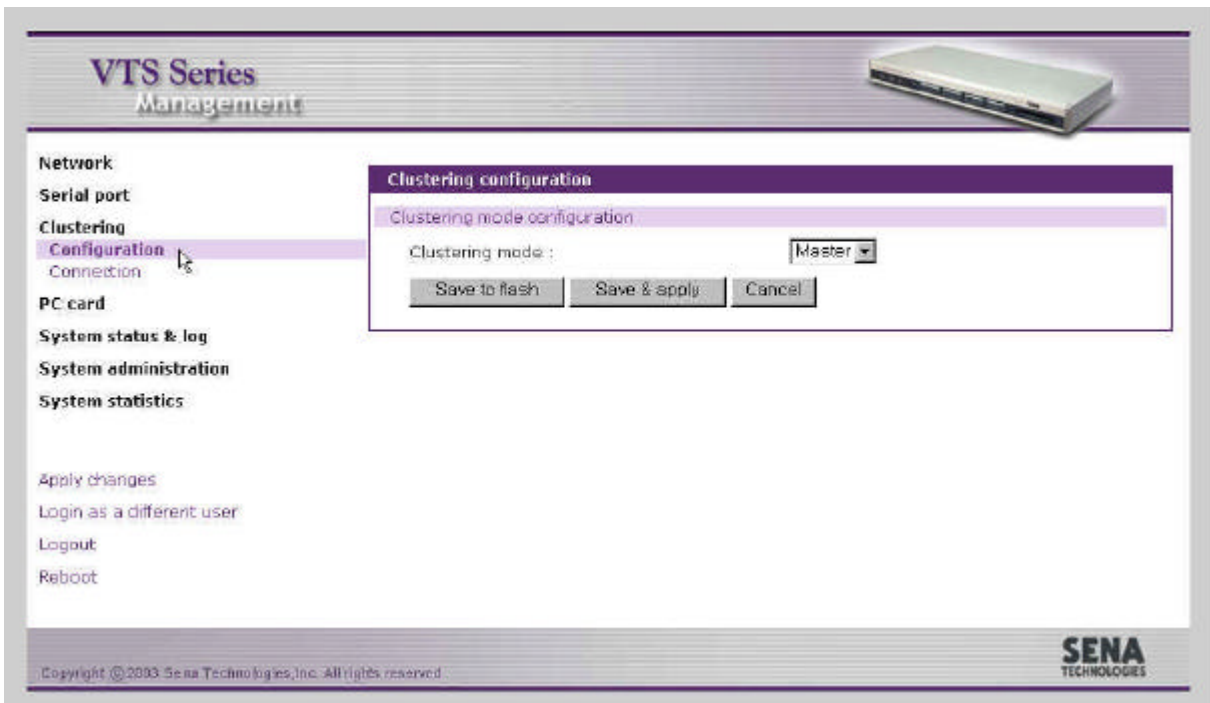 VTS Series
Management
Network
Serial port
Clustering
Configuration
Connection
PC card
System status & log
System administration
System statistics
Apply changes
Login as a different user
Logout
Reboot
Clustering configuration
Clustering mode configuration
Clustering mode : Master
Save to flash Save & apply Cancel
Copyright © 2003 Sena Technologies, Inc. All rights reserved
SENA
TECHNOLOGIES